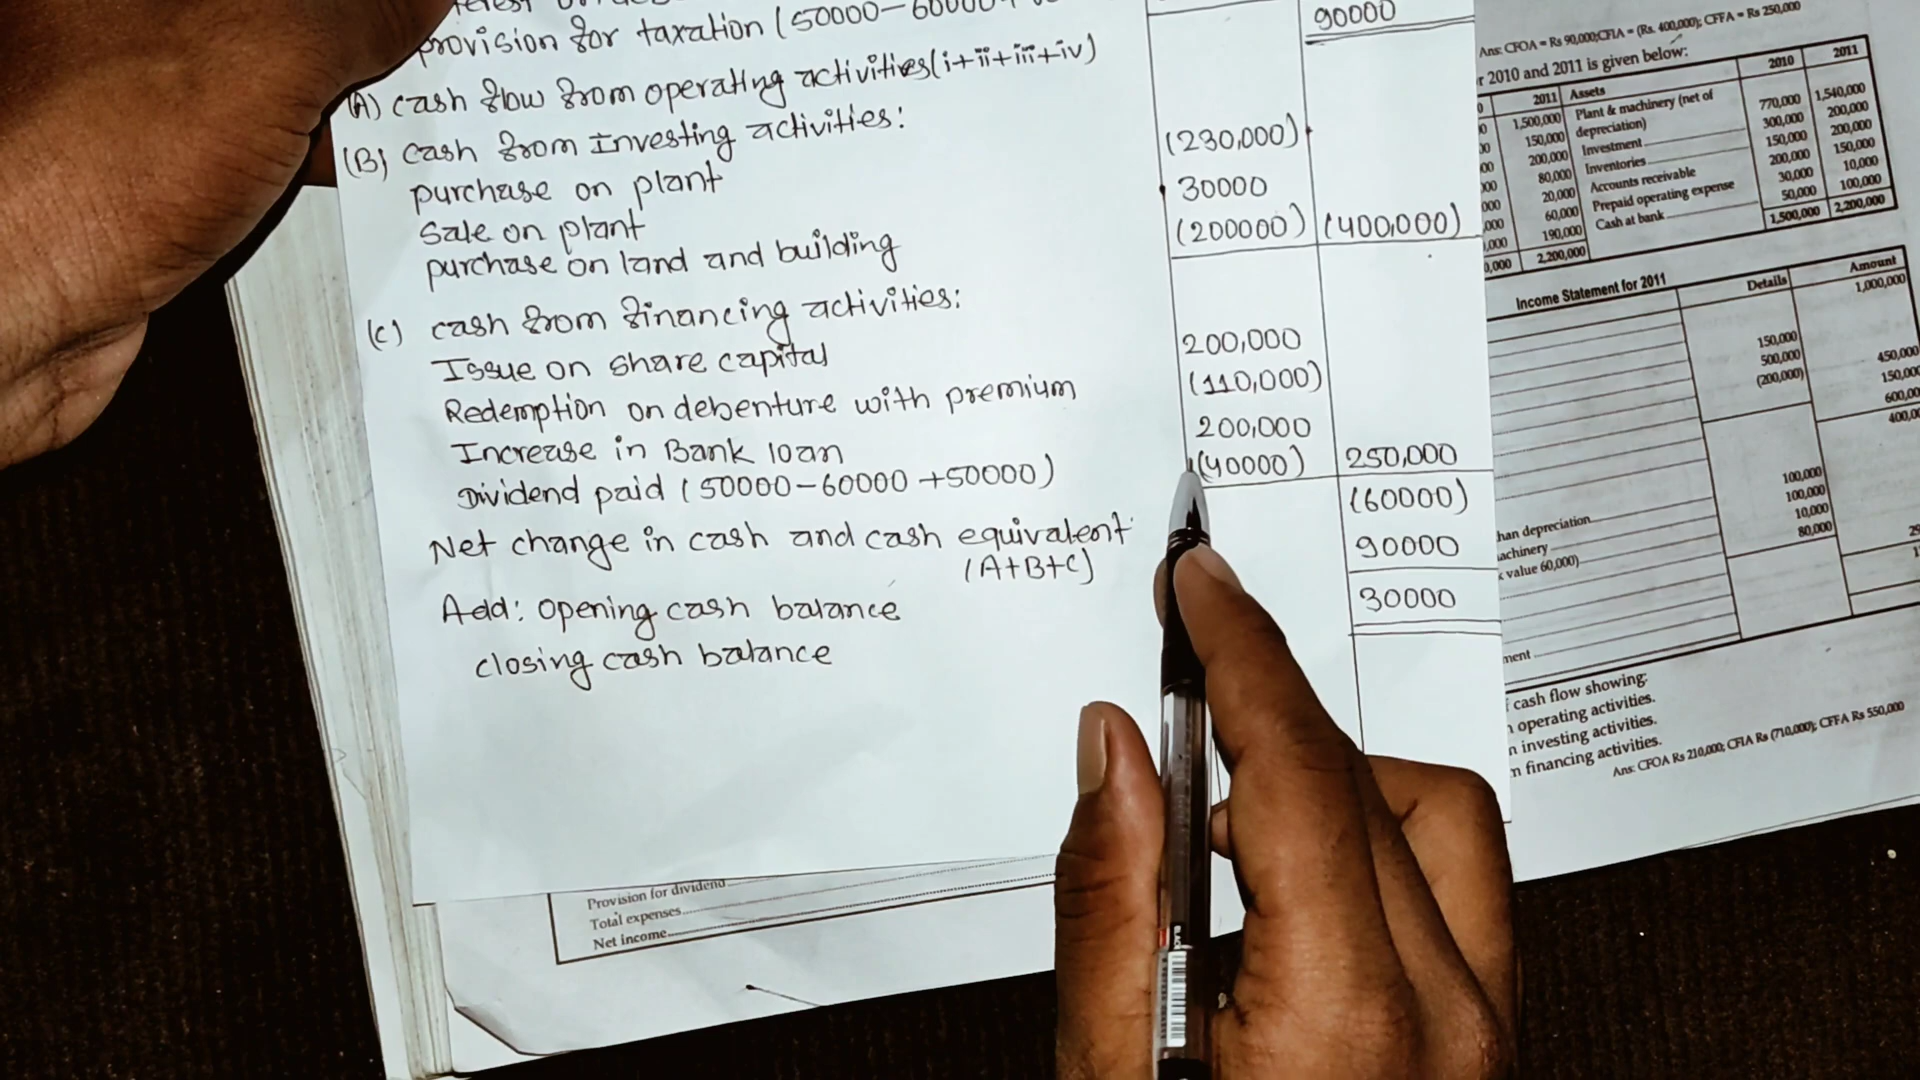 provision for taxation (50000-60000+
90000
(A) cash flow from operating activities(i+ii+iii+iv)
(B) cash from Investing activities:
purchase on plant (230,000)
Sale on plant 30000
purchase on land and building (200000) (400,000)
(C) cash from financing activities:
Issue on share capital 200,000
Redemption on debenture with premium (110,000)
Increase in Bank loan 200,000
Dividend paid (50000-60000+50000) (40000) 250,000
Net change in cash and cash equivalent (60000)
(A+B+C)
Add: opening cash balance 90000
closing cash balance 30000
Provision for dividend
Total expenses
Net income
Ans: CFOA = Rs 90,000; CFIA = (Rs. 400,000); CFFA = Rs 250,000
r 2010 and 2011 is given below:
2011 Assets 2010 2011
1,500,000 Plant & machinery (net of
depreciation) 770,000 1,540,000
150,000 Investment 300,000 200,000
200,000 Inventories 150,000 200,000
80,000 Accounts receivable 200,000 150,000
20,000 Prepaid operating expense 30,000 10,000
60,000 Cash at bank 50,000 100,000
190,000
2,200,000 1,500,000 2,200,000
Income Statement for 2011
Details Amount
1,000,000
150,000
500,000
(200,000) 450,000
150,000
600,00
400,0
100,000
han depreciation 100,000
achinery 10,000
value 60,000) 80,000
ment
cash flow showing:
operating activities.
n investing activities.
m financing activities.
Ans: CFOA Rs 210,000; CFIA Rs (710,000); CFFA Rs 550,000